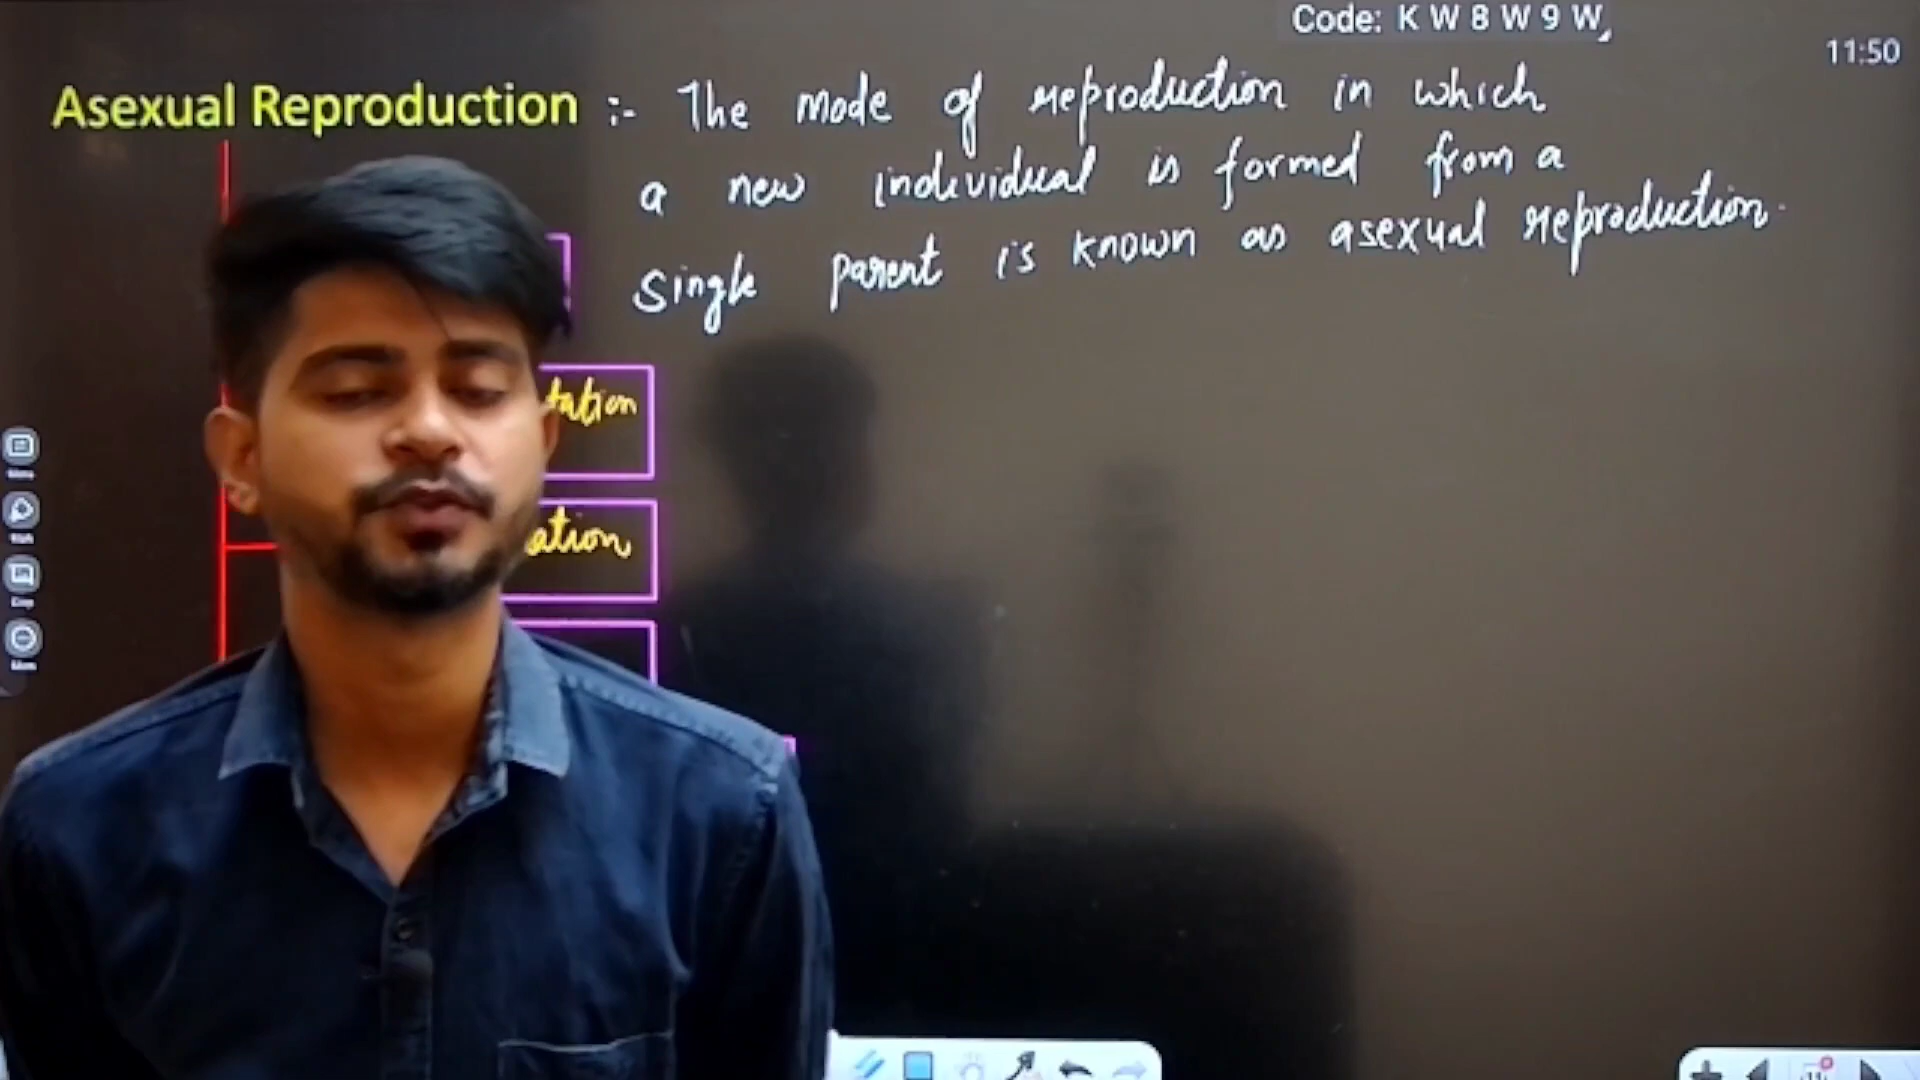 Code: K W 8 W 9 W
11:50
Asexual Reproduction :- The mode of reproduction in which
a new individual is formed from a
single parent is known as asexual reproduction.
tation
ation